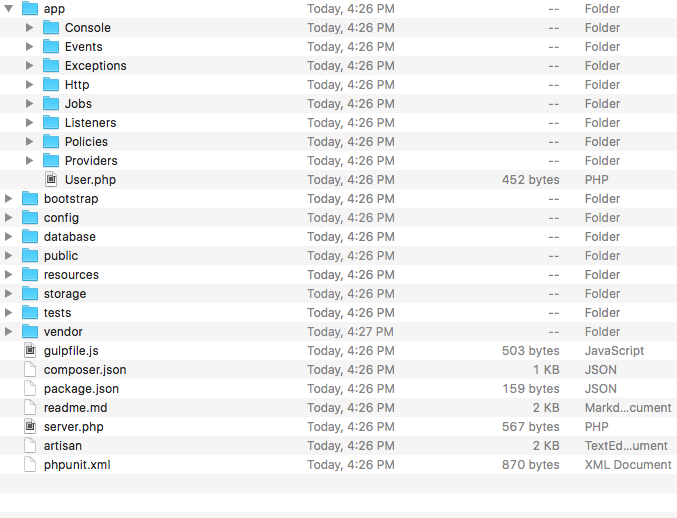 app Today, 4:26 PM -- Folder
Console Today, 4:26 PM -- Folder
Events Today, 4:26 PM -- Folder
Exceptions Today, 4:26 PM -- Folder
Http Today, 4:26 PM -- Folder
Jobs Today, 4:26 PM -- Folder
Listeners Today, 4:26 PM -- Folder
Policies Today, 4:26 PM -- Folder
Providers Today, 4:26 PM -- Folder
User.php Today, 4:26 PM 452 bytes PHP
bootstrap Today, 4:26 PM -- Folder
config Today, 4:26 PM -- Folder
database Today, 4:26 PM -- Folder
public Today, 4:26 PM -- Folder
resources Today, 4:26 PM -- Folder
storage Today, 4:26 PM -- Folder
tests Today, 4:26 PM -- Folder
vendor Today, 4:27 PM -- Folder
gulpfile.js Today, 4:26 PM 503 bytes JavaScript
composer.json Today, 4:26 PM 1 KB JSON
package.json Today, 4:26 PM 159 bytes JSON
readme.md Today, 4:26 PM 2 KB Markd...cument
server.php Today, 4:26 PM 567 bytes PHP
artisan Today, 4:26 PM 2 KB TextEd...ument
phpunit.xml Today, 4:26 PM 870 bytes XML Document